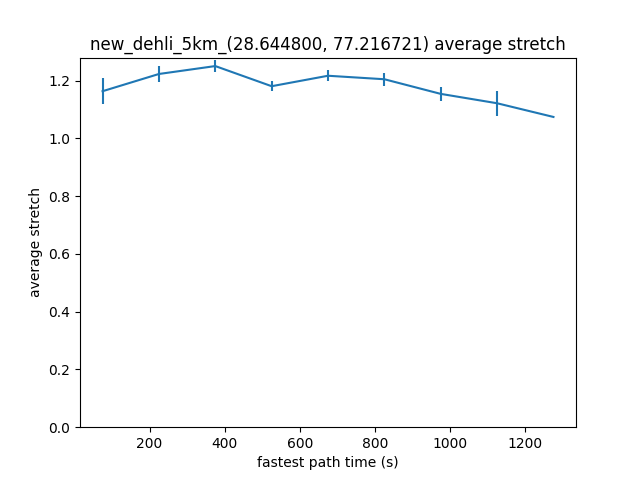 new_dehli_5km_(28.644800, 77.216721) average stretch
1.2
1.0
0.8
0.6
0.4
0.2
0.0
average stretch
200 400 600 800 1000 1200
fastest path time (s)